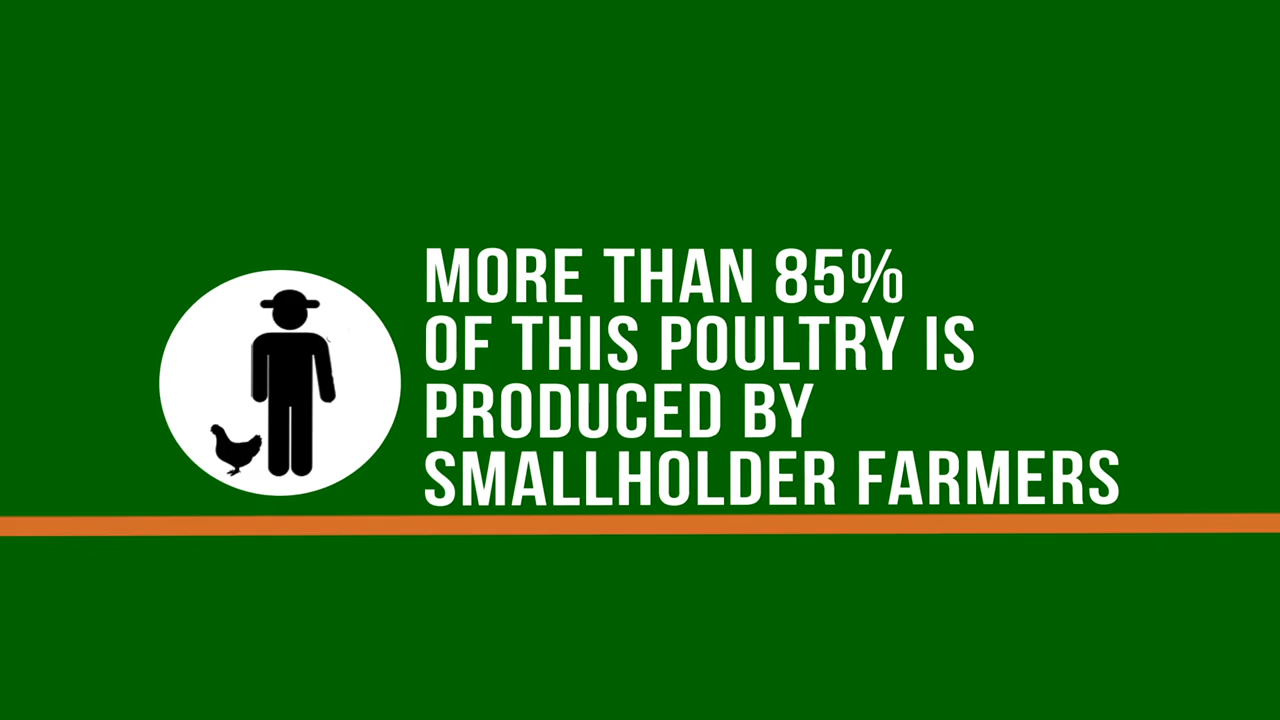 MORE THAN 85%
OF THIS POULTRY IS
PRODUCED BY
SMALLHOLDER FARMERS